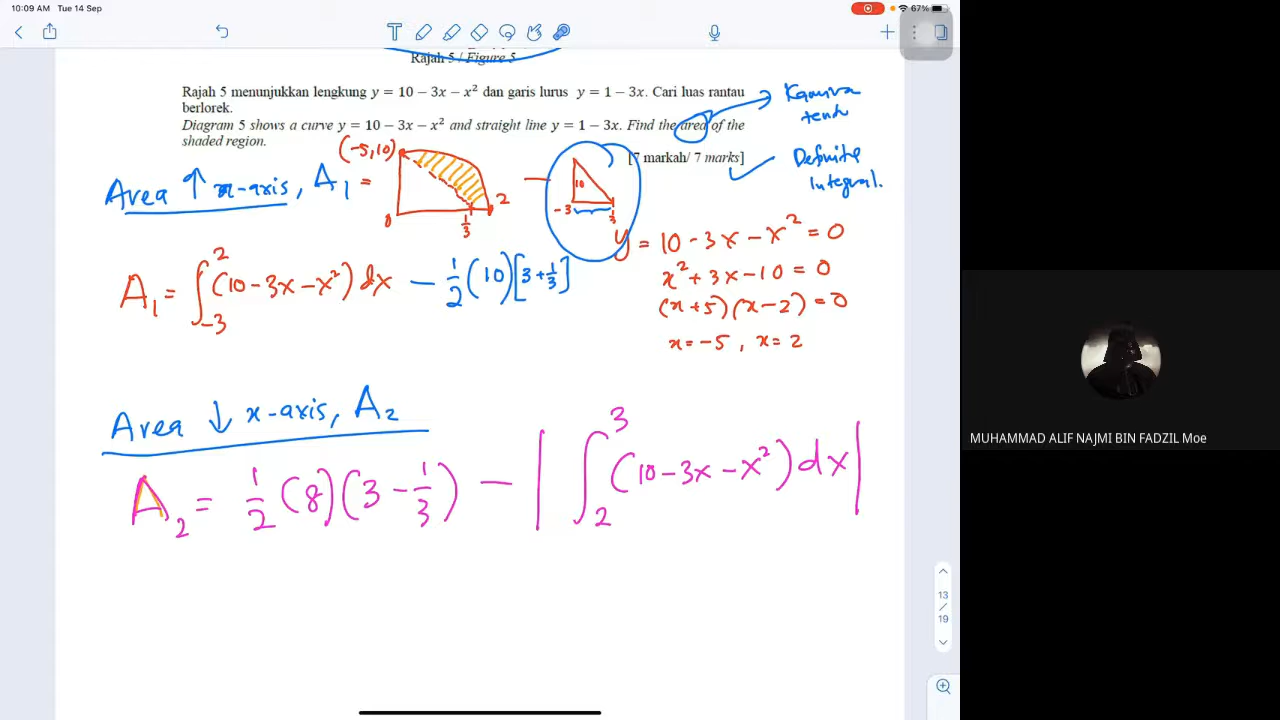 10:09 AM Tue 14 Sep
67%
Rajah 5 / Figure 5
Rajah 5 menunjukkan lengkung y = 10 − 3x − x² dan garis lurus y = 1 − 3x. Cari luas rantau
berlorek.
Diagram 5 shows a curve y = 10 − 3x − x² and straight line y = 1 − 3x. Find the area of the
shaded region.
[7 markah/ 7 marks]
Kamiran
tentu
Definite
Integral.
Area ↑ x-axis, A₁ =
(-5,10)
0
1/3
2
−
10
-3
1/3
y = 10 - 3x - x² = 0
x² + 3x - 10 = 0
(x + 5)(x - 2) = 0
x = -5 , x = 2
A₁ = ∫₋₃² (10 - 3x - x²) dx − 1/2 (10)[3 + 1/3]
Area ↓ x-axis, A₂
A₂ = 1/2 (8)(3 - 1/3) − |∫₂³ (10 - 3x - x²) dx|
13
/
19
MUHAMMAD ALIF NAJMI BIN FADZIL Moe